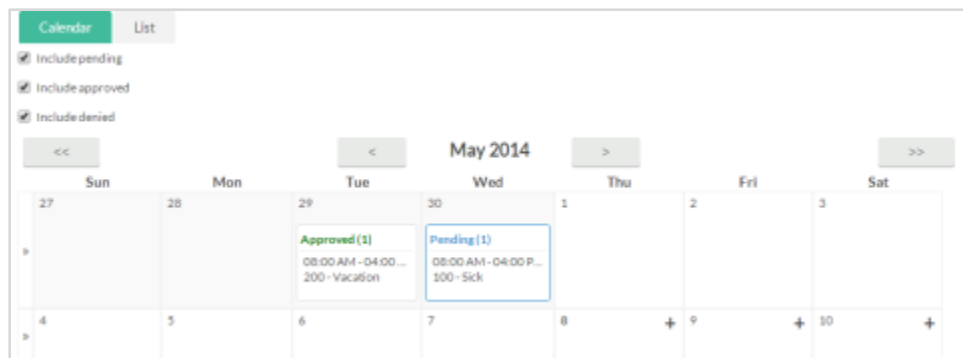 Calendar List
Include pending
Include approved
Include denied
<< < May 2014 > >>
Sun Mon Tue Wed Thu Fri Sat
27 28 29 30 1 2 3
Approved (1) Pending (1)
08:00 AM - 04:00 ... 08:00 AM - 04:00 P...
200 - Vacation 100 - Sick
4 5 6 7 8 + 9 + 10 +